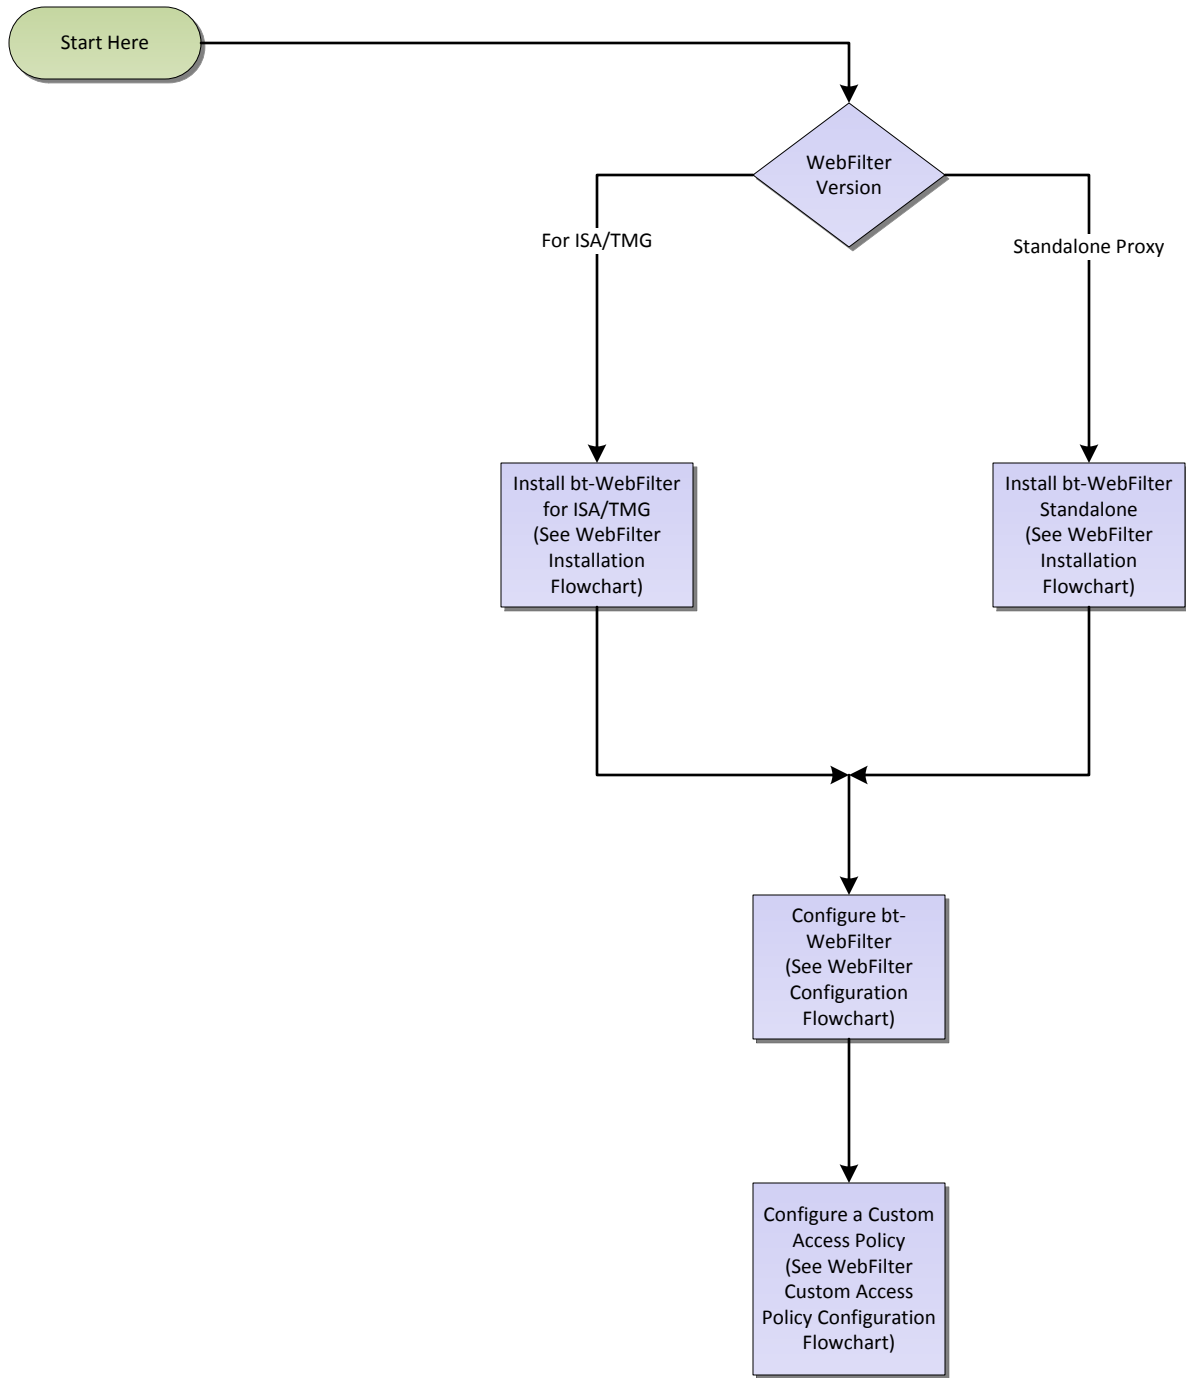 Start Here
WebFilter
Version
For ISA/TMG
Standalone Proxy
Install bt-WebFilter
for ISA/TMG
(See WebFilter
Installation
Flowchart)
Install bt-WebFilter
Standalone
(See WebFilter
Installation
Flowchart)
Configure bt-
WebFilter
(See WebFilter
Configuration
Flowchart)
Configure a Custom
Access Policy
(See WebFilter
Custom Access
Policy Configuration
Flowchart)